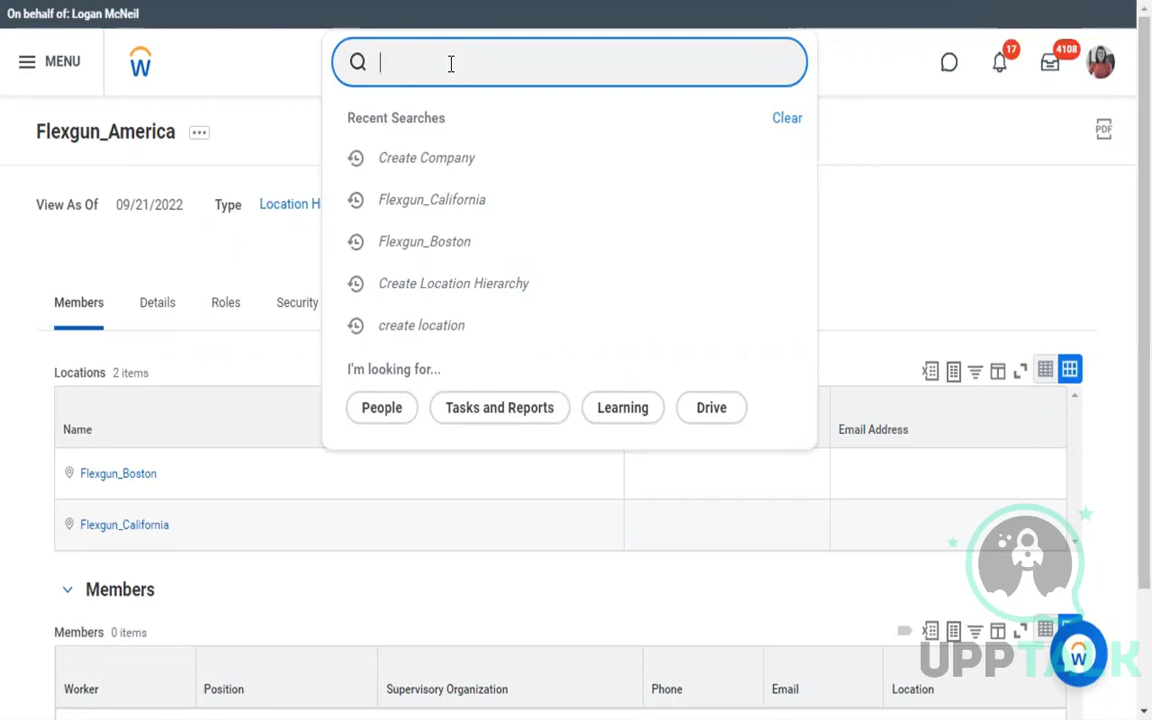 On behalf of: Logan McNeil
MENU
17
4108
Flexgun_America
PDF
Recent Searches
Clear
Create Company
Flexgun_California
Flexgun_Boston
Create Location Hierarchy
create location
I'm looking for...
People
Tasks and Reports
Learning
Drive
View As Of 09/21/2022 Type Location H
Members Details Roles Security
Locations 2 items
Name
Email Address
Flexgun_Boston
Flexgun_California
Members
Members 0 items
Worker Position Supervisory Organization Phone Email Location
UPPTALK